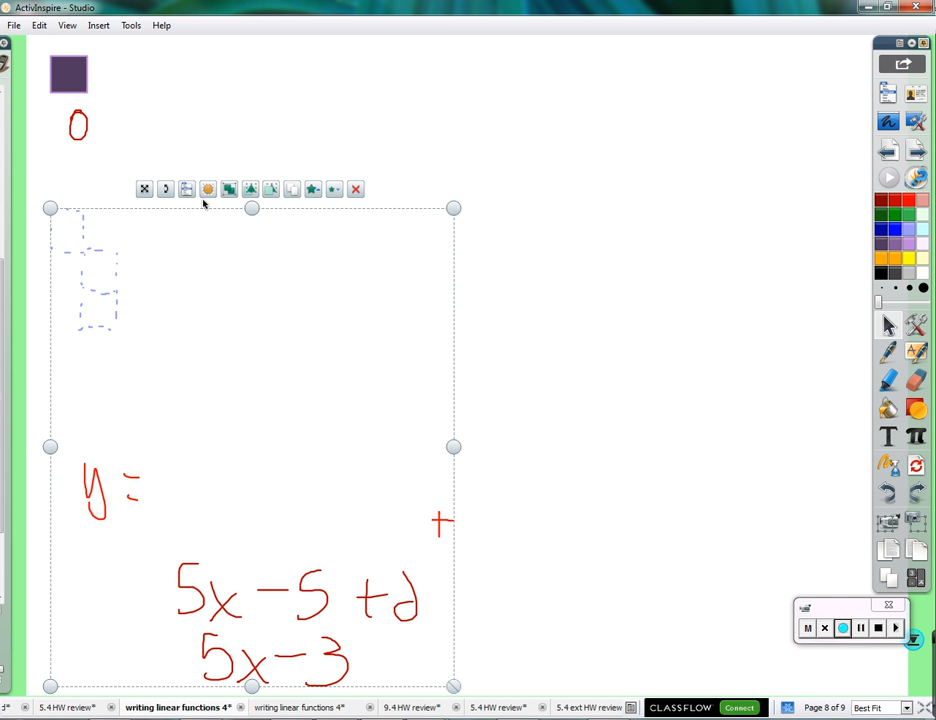 ActivInspire - Studio
File Edit View Insert Tools Help
0
y =
+
5x - 5 + 2
5x - 3
M
d* 5.4 HW review* writing linear functions 4* writing linear functions 4* 9.4 HW review* 5.4 HW review* 5.4 ext HW review CLASSFLOW Connect Page 8 of 9 Best Fit